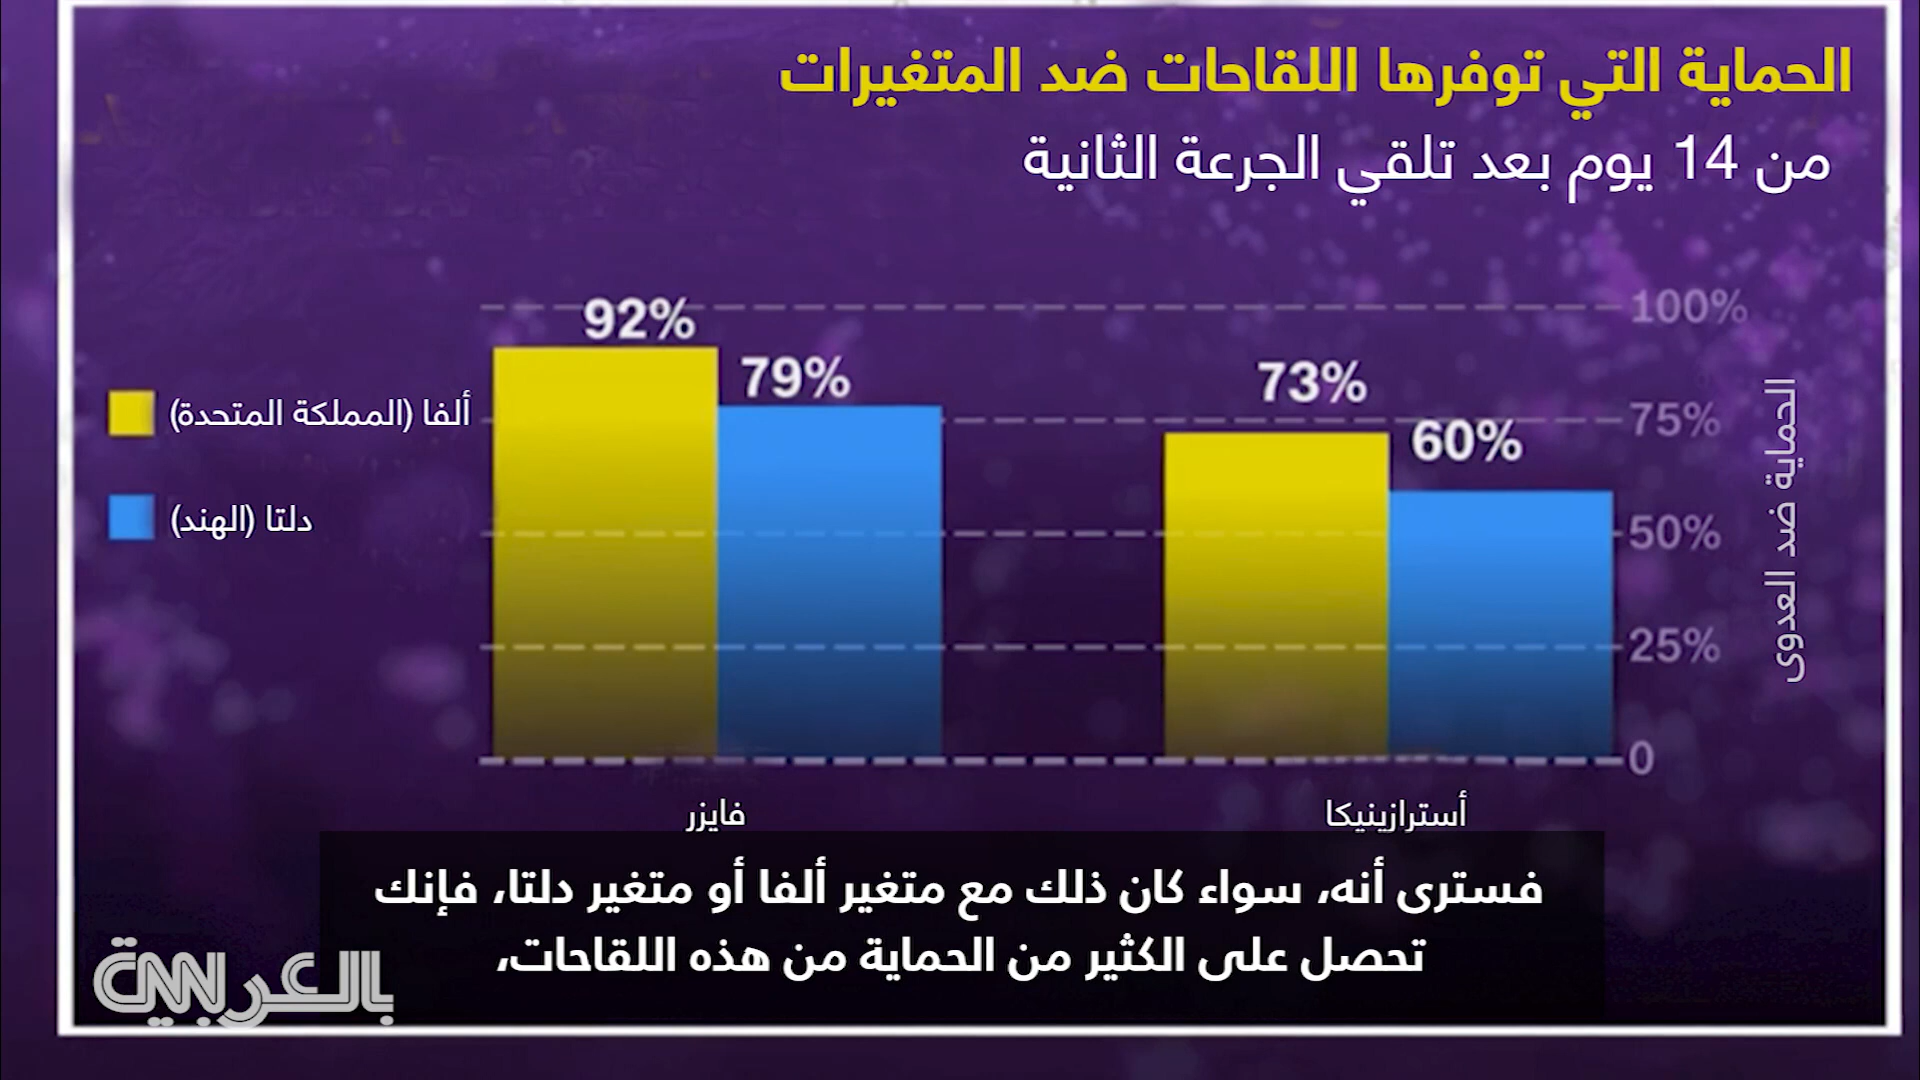 الحماية التي توفرها اللقاحات ضد المتغيرات
من 14 يوم بعد تلقي الجرعة الثانية
100%
75%
50%
25%
0
الحماية ضد العدوى
73%
60%
92%
79%
ألفا (المملكة المتحدة)
دلتا (الهند)
أسترازينيكا
فايزر
فسترى أنه، سواء كان ذلك مع متغير ألفا أو متغير دلتا، فإنك
تحصل على الكثير من الحماية من هذه اللقاحات،
CNN بالعربية